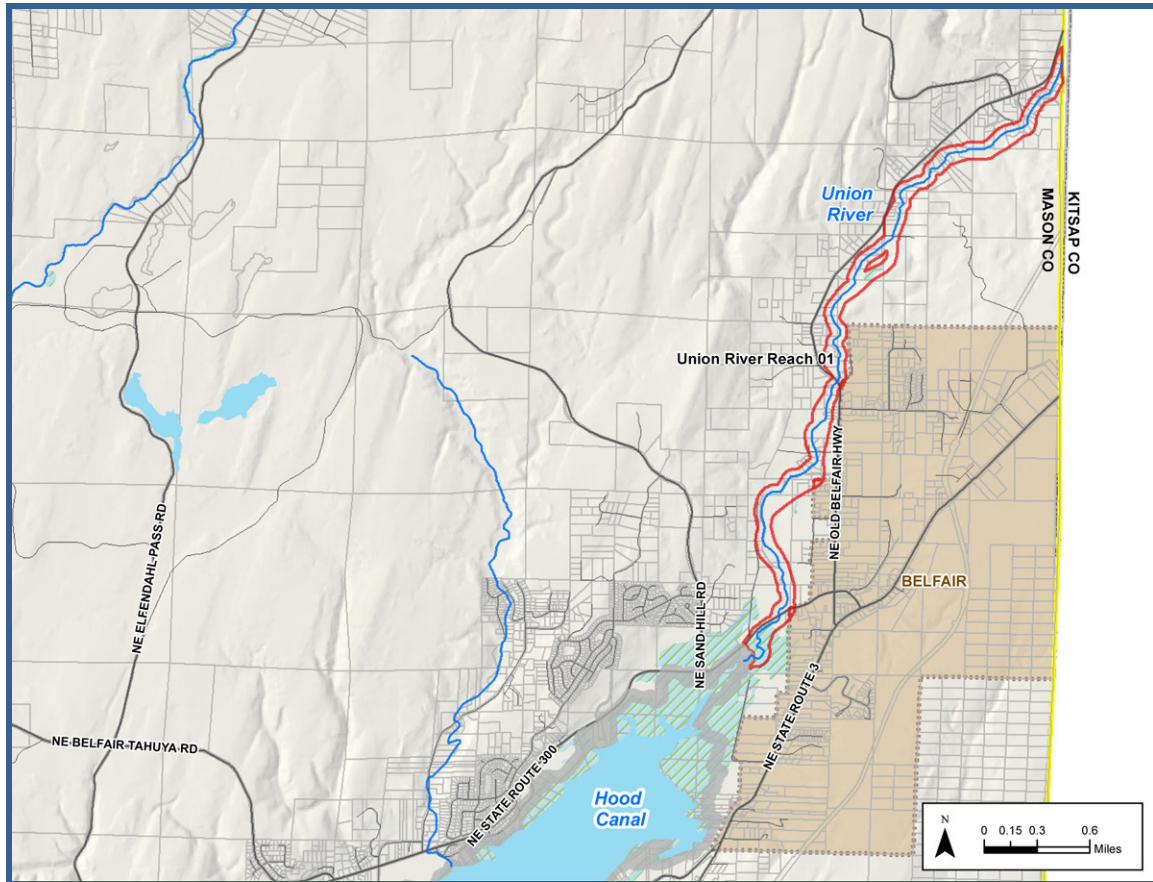 Union
River
KITSAP CO
MASON CO
Union River Reach 01
NE OLD BELFAIR HWY
BELFAIR
NE ELFENDAHL PASS RD
NE SAND HILL RD
NE STATE ROUTE 3
NE BELFAIR TAHUYA RD
NE STATE ROUTE 300
Hood
Canal
N
0 0.15 0.3 0.6
Miles